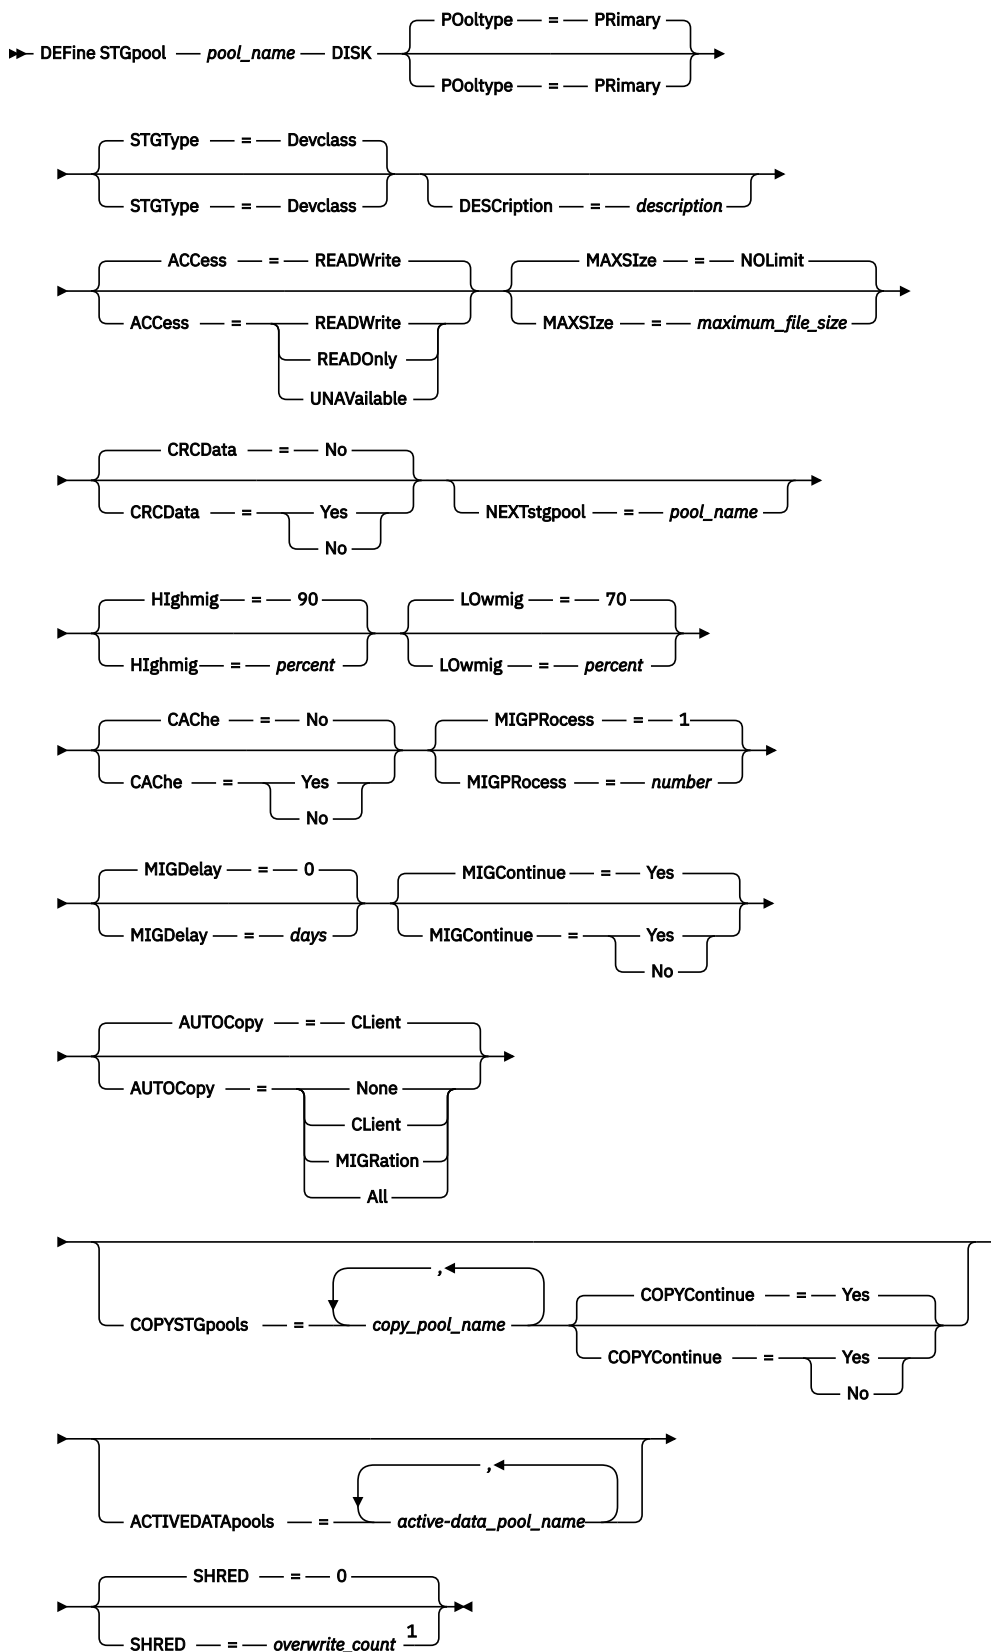 POoltype = PRimary
DEFine STGpool pool_name DISK
POoltype = PRimary
STGType = Devclass
STGType = Devclass
DESCription = description
ACCess = READWrite
MAXSIze = NOLimit
ACCess = READWrite
MAXSIze = maximum_file_size
READOnly
UNAVailable
CRCData = No
CRCData = Yes
NEXTstgpool = pool_name
No
HIghmig = 90
LOwmig = 70
HIghmig = percent
LOwmig = percent
CAChe = No
MIGPRocess = 1
CAChe = Yes
MIGPRocess = number
No
MIGDelay = 0
MIGContinue = Yes
MIGDelay = days
MIGContinue = Yes
No
AUTOCopy = CLient
AUTOCopy = None
CLient
MIGRation
All
,
COPYContinue = Yes
COPYSTGpools = copy_pool_name
COPYContinue = Yes
No
,
ACTIVEDATApools = active-data_pool_name
SHRED = 0
SHRED = overwrite_count 1